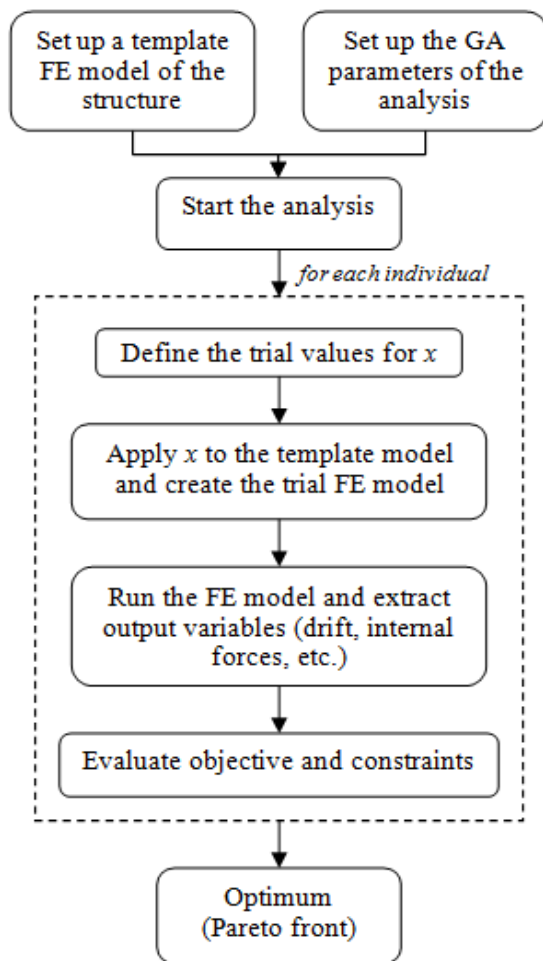 Set up a template
FE model of the
structure
Set up the GA
parameters of the
analysis
Start the analysis
for each individual
Define the trial values for x
Apply x to the template model
and create the trial FE model
Run the FE model and extract
output variables (drift, internal
forces, etc.)
Evaluate objective and constraints
Optimum
(Pareto front)